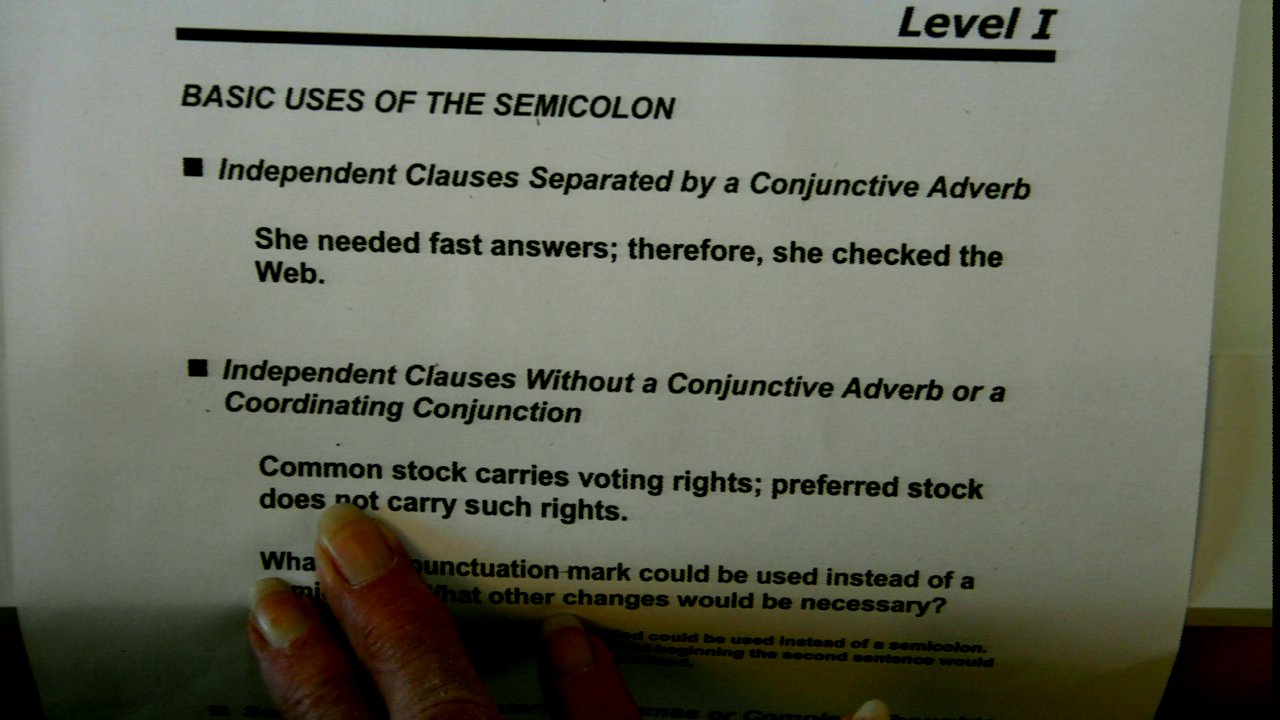 Level I
BASIC USES OF THE SEMICOLON
■ Independent Clauses Separated by a Conjunctive Adverb
She needed fast answers; therefore, she checked the
Web.
■ Independent Clauses Without a Conjunctive Adverb or a
Coordinating Conjunction
Common stock carries voting rights; preferred stock
does not carry such rights.
punctuation mark could be used instead of a
What other changes would be necessary?
could be used instead of a semicolon.
beginning the second sentence would
or